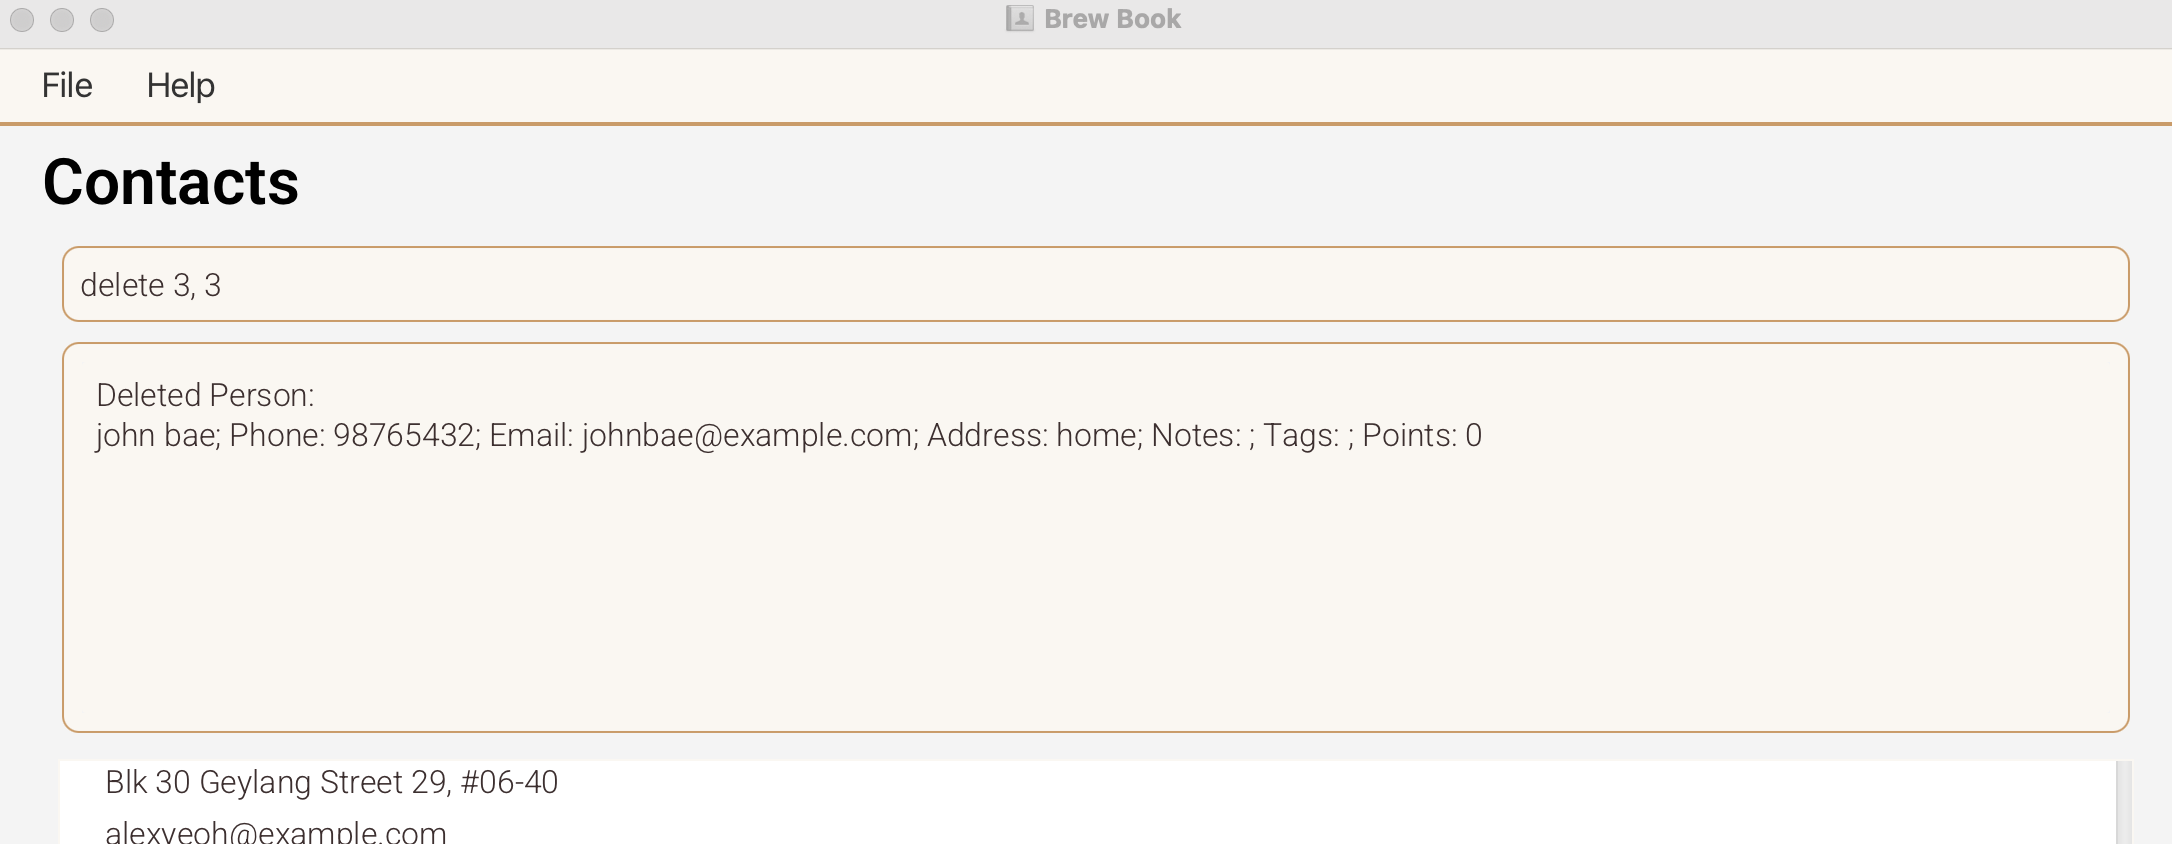 Brew Book
File Help
Contacts
delete 3, 3
Deleted Person:
john bae; Phone: 98765432; Email: johnbae@example.com; Address: home; Notes: ; Tags: ; Points: 0
Blk 30 Geylang Street 29, #06-40
alexyeoh@example.com